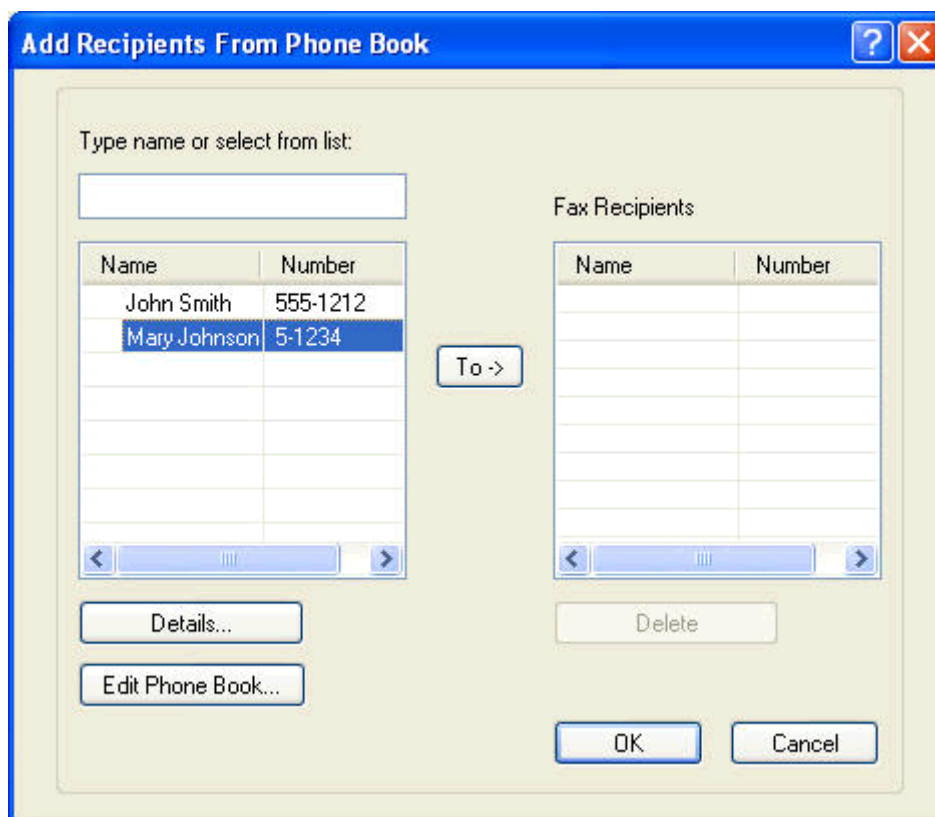 Add Recipients From Phone Book
Type name or select from list:
Name Number
John Smith 555-1212
Mary Johnson 5-1234
To ->
Fax Recipients
Name Number
Details...
Edit Phone Book...
Delete
OK Cancel